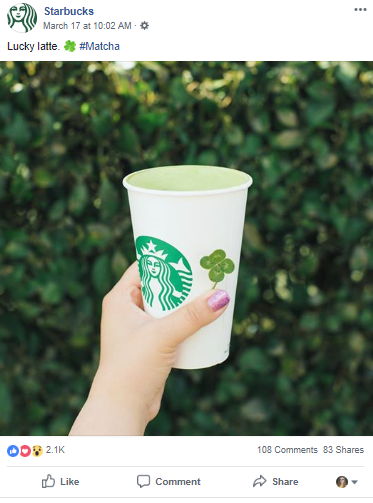 Starbucks
March 17 at 10:02 AM ·
Lucky latte. 🍀 #Matcha
2.1K
108 Comments 83 Shares
Like
Comment
Share